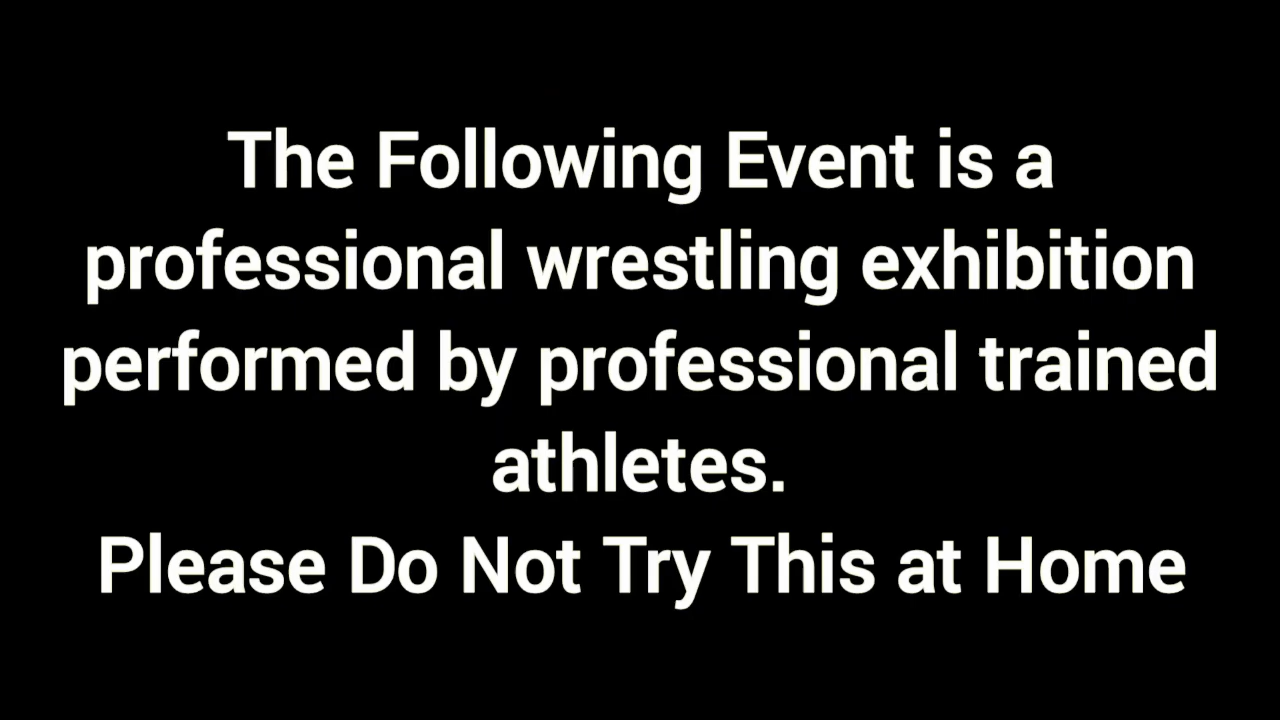 The Following Event is a
professional wrestling exhibition
performed by professional trained
athletes.
Please Do Not Try This at Home